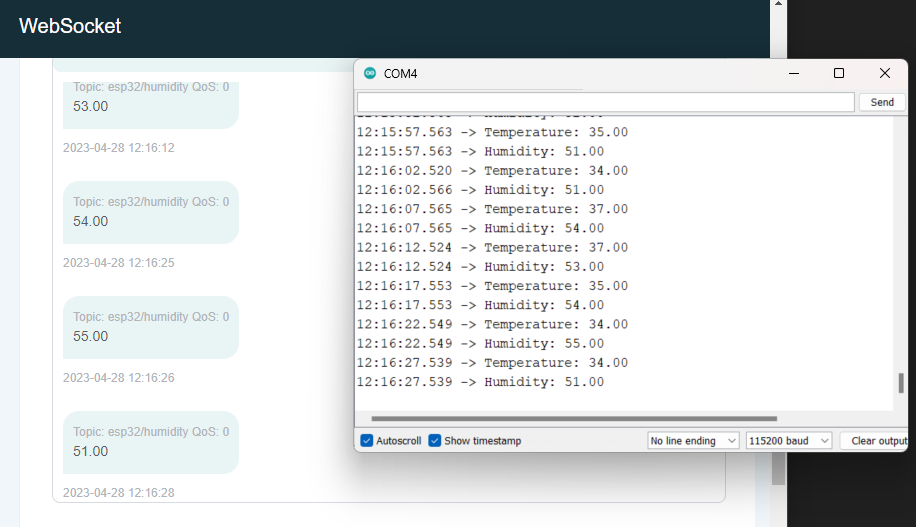 WebSocket
Topic: esp32/humidity QoS: 0
53.00
2023-04-28 12:16:12
Topic: esp32/humidity QoS: 0
54.00
2023-04-28 12:16:25
Topic: esp32/humidity QoS: 0
55.00
2023-04-28 12:16:26
Topic: esp32/humidity QoS: 0
51.00
2023-04-28 12:16:28
COM4
Send
12:15:57.563 -> Temperature: 35.00
12:15:57.563 -> Humidity: 51.00
12:16:02.520 -> Temperature: 34.00
12:16:02.566 -> Humidity: 51.00
12:16:07.565 -> Temperature: 37.00
12:16:07.565 -> Humidity: 54.00
12:16:12.524 -> Temperature: 37.00
12:16:12.524 -> Humidity: 53.00
12:16:17.553 -> Temperature: 35.00
12:16:17.553 -> Humidity: 54.00
12:16:22.549 -> Temperature: 34.00
12:16:22.549 -> Humidity: 55.00
12:16:27.539 -> Temperature: 34.00
12:16:27.539 -> Humidity: 51.00
Autoscroll Show timestamp No line ending 115200 baud Clear output